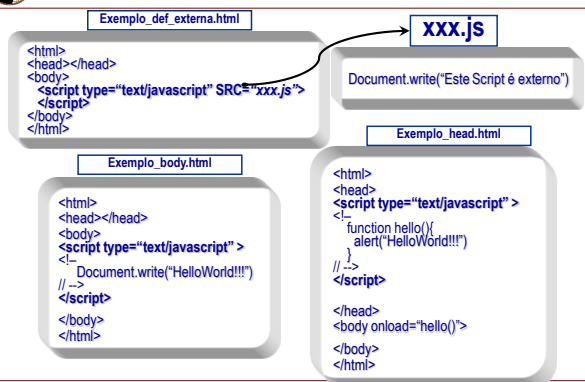 Exemplo_def_externa.html
<html>
<head></head>
<body>
<script type=“text/javascript” SRC=“xxx.js”>
</script>
</body>
</html>
xxx.js
Document.write(“Este Script é externo”)
Exemplo_body.html
<html>
<head></head>
<body>
<script type=“text/javascript” >
<!–
Document.write(“HelloWorld!!!”)
// -->
</script>
</body>
</html>
Exemplo_head.html
<html>
<head>
<script type=“text/javascript” >
<!–
function hello(){
alert(“HelloWorld!!!”)
}
// -->
</script>
</head>
<body onload=“hello()”>
</body>
</html>